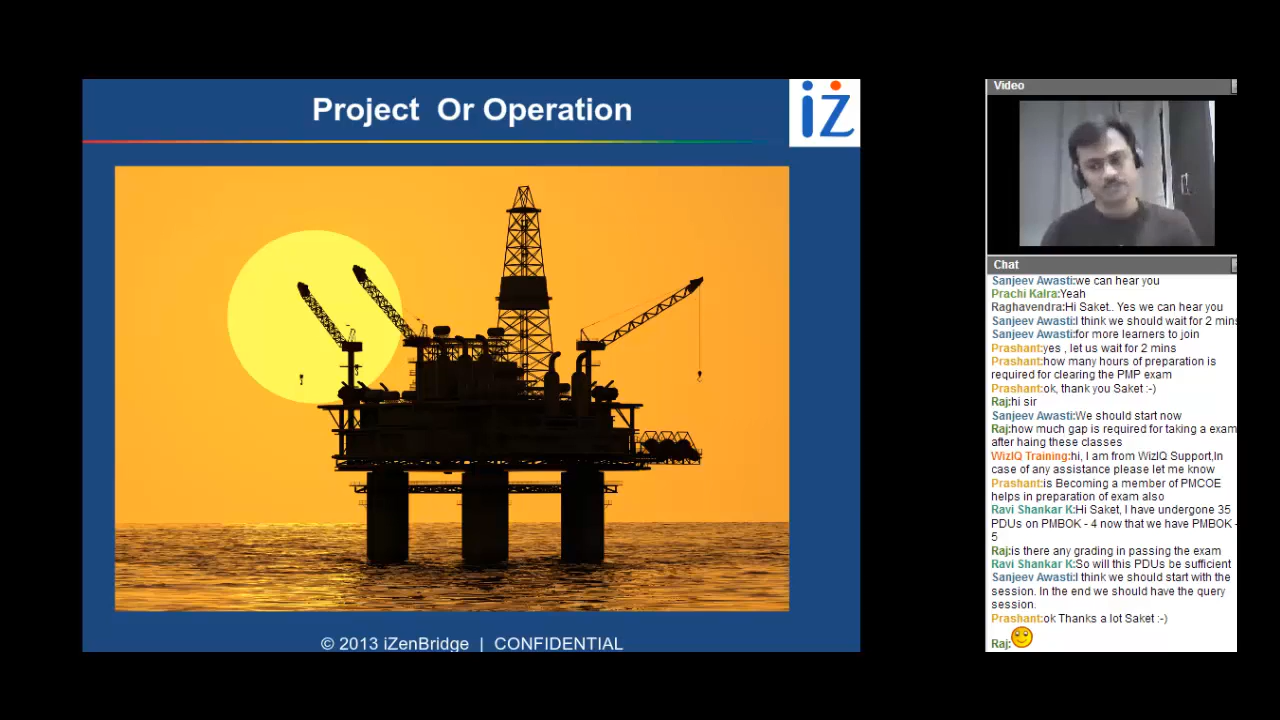 Project Or Operation
iZ
© 2013 iZenBridge | CONFIDENTIAL
Video
Chat
Sanjeev Awasti:we can hear you
Prachi Kalra:Yeah
Raghavendra:Hi Saket.. Yes we can hear you
Sanjeev Awasti:I think we should wait for 2 mins
Sanjeev Awasti:for more learners to join
Prashant:yes , let us wait for 2 mins
Prashant:how many hours of preparation is
required for clearing the PMP exam
Prashant:ok, thank you Saket :-)
Raj:hi sir
Sanjeev Awasti:We should start now
Raj:how much gap is required for taking a exam
after haing these classes
WizIQ Training:hi, I am from WizIQ Support,In
case of any assistance please let me know
Prashant:is Becoming a member of PMCOE
helps in preparation of exam also
Ravi Shankar K:Hi Saket, I have undergone 35
PDUs on PMBOK - 4 now that we have PMBOK -
5
Raj:is there any grading in passing the exam
Ravi Shankar K:So will this PDUs be sufficient
Sanjeev Awasti:I think we should start with the
session. In the end we should have the query
session.
Prashant:ok Thanks a lot Saket :-)
Raj: